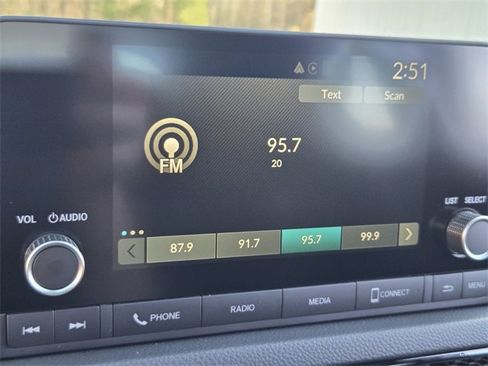 2:51
Text Scan
FM
95.7
20
VOL AUDIO
LIST SELECT
87.9 91.7 95.7 99.9
PHONE RADIO MEDIA CONNECT MENU